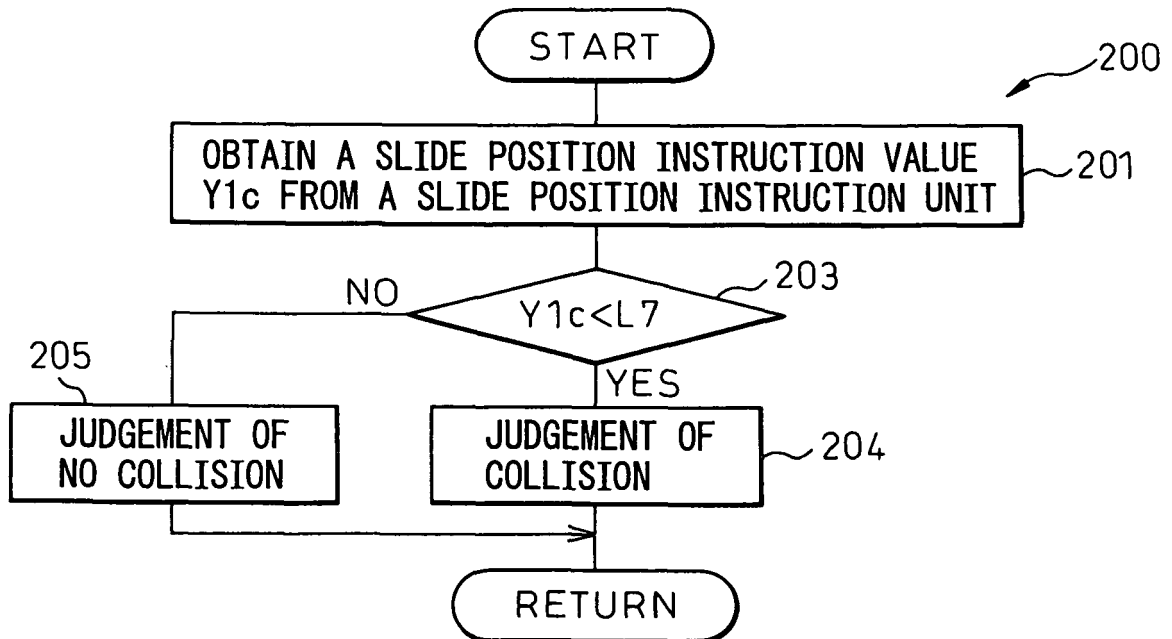 START
200
OBTAIN A SLIDE POSITION INSTRUCTION VALUE
Y1c FROM A SLIDE POSITION INSTRUCTION UNIT
201
203
NO
Y1c<L7
YES
205
JUDGEMENT OF
NO COLLISION
JUDGEMENT OF
COLLISION
204
RETURN